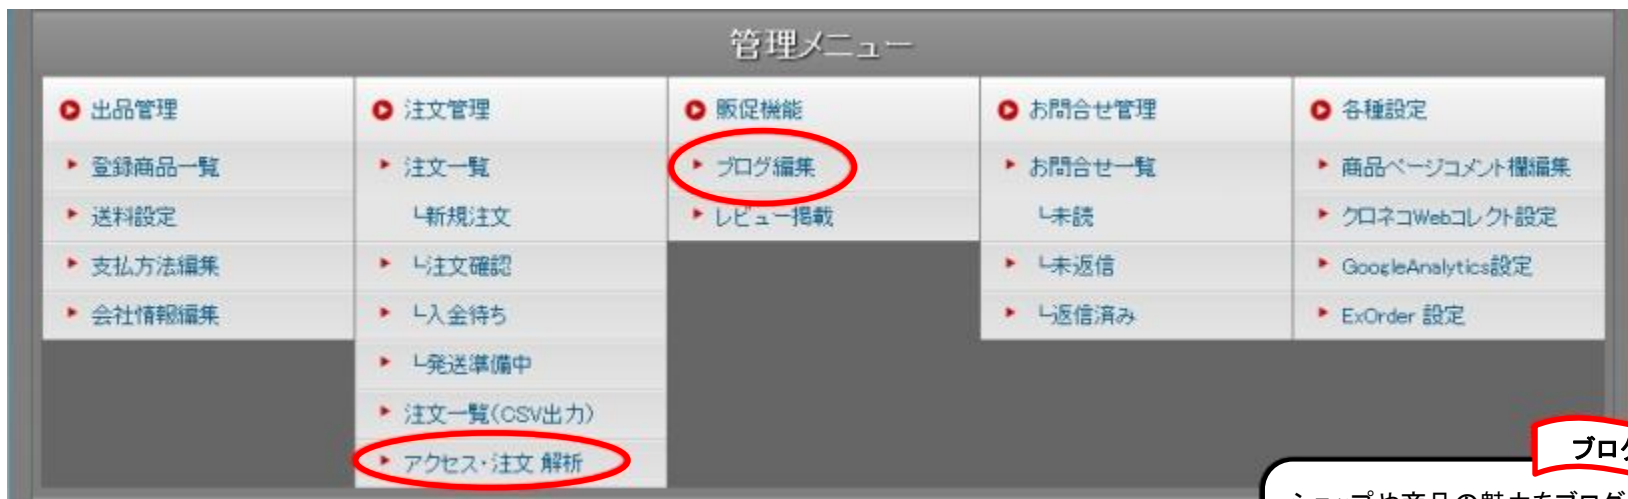 管理メニュー
出品管理
登録商品一覧
送料設定
支払方法編集
会社情報編集
注文管理
注文一覧
└新規注文
└注文確認
└入金待ち
└発送準備中
注文一覧(CSV出力)
アクセス・注文 解析
販促機能
ブログ編集
レビュー掲載
お問合せ管理
お問合せ一覧
└未読
└未返信
└返信済み
各種設定
商品ページコメント欄編集
クロネコWebコレクト設定
GoogleAnalytics設定
ExOrder 設定
ブログ